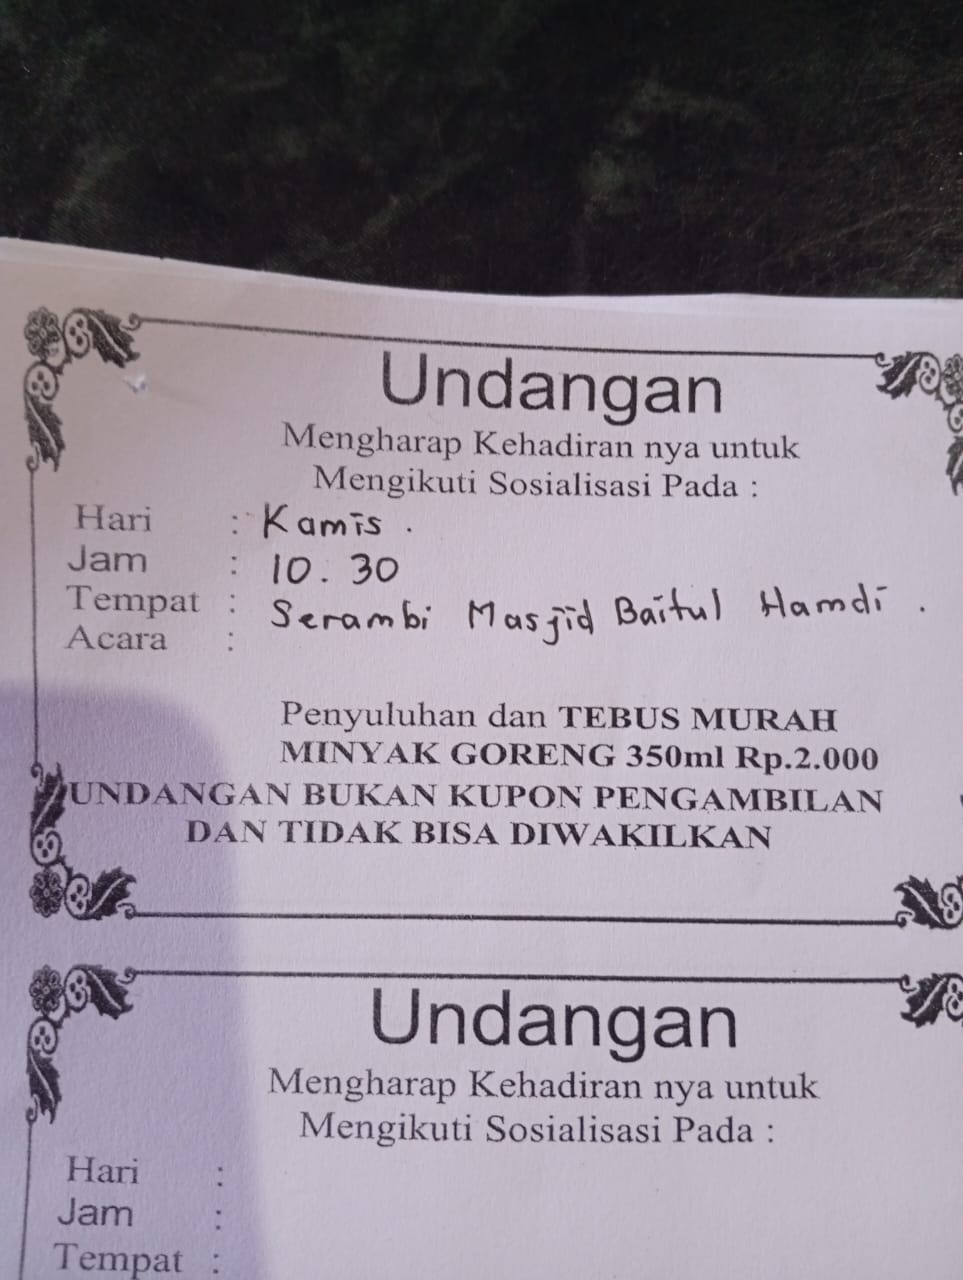 Undangan
Mengharap Kehadiran nya untuk
Mengikuti Sosialisasi Pada :
Hari : Kamis .
Jam : 10.30
Tempat : Serambi Masjid Baitul Hamdi .
Acara :
Penyuluhan dan TEBUS MURAH
MINYAK GORENG 350ml Rp.2.000
UNDANGAN BUKAN KUPON PENGAMBILAN
DAN TIDAK BISA DIWAKILKAN
Undangan
Mengharap Kehadiran nya untuk
Mengikuti Sosialisasi Pada :
Hari :
Jam :
Tempat :